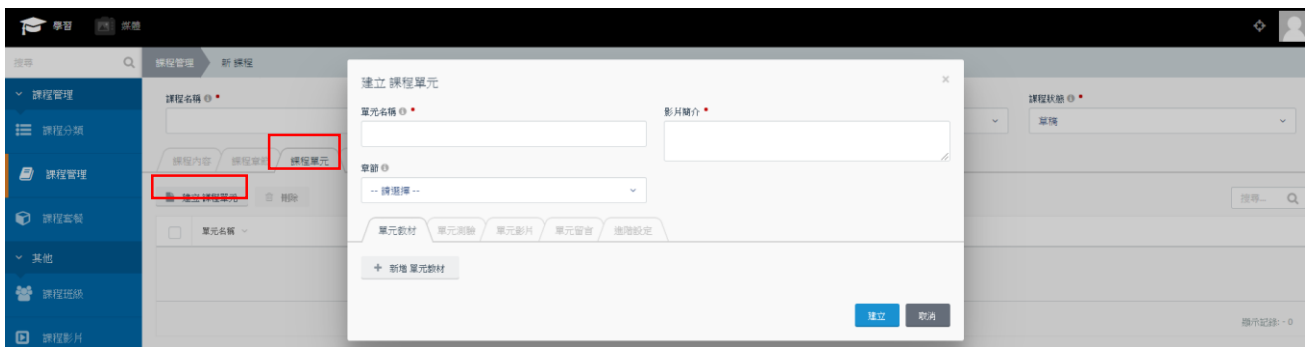 學習 媒體
搜尋
課程管理 新 課程
課程管理
課程分類
課程管理
課程套餐
其他
課程班級
課程影片
課程名稱 *
課程狀態 *
草稿
課程內容 課程章節 課程單元
建立 課程單元 刪除
搜尋...
單元名稱
顯示記錄: - 0
建立 課程單元 ×
單元名稱 *
影片簡介 *
章節
-- 請選擇 --
單元教材 單元測驗 單元影片 單元留言 進階設定
+ 新增 單元教材
建立 取消